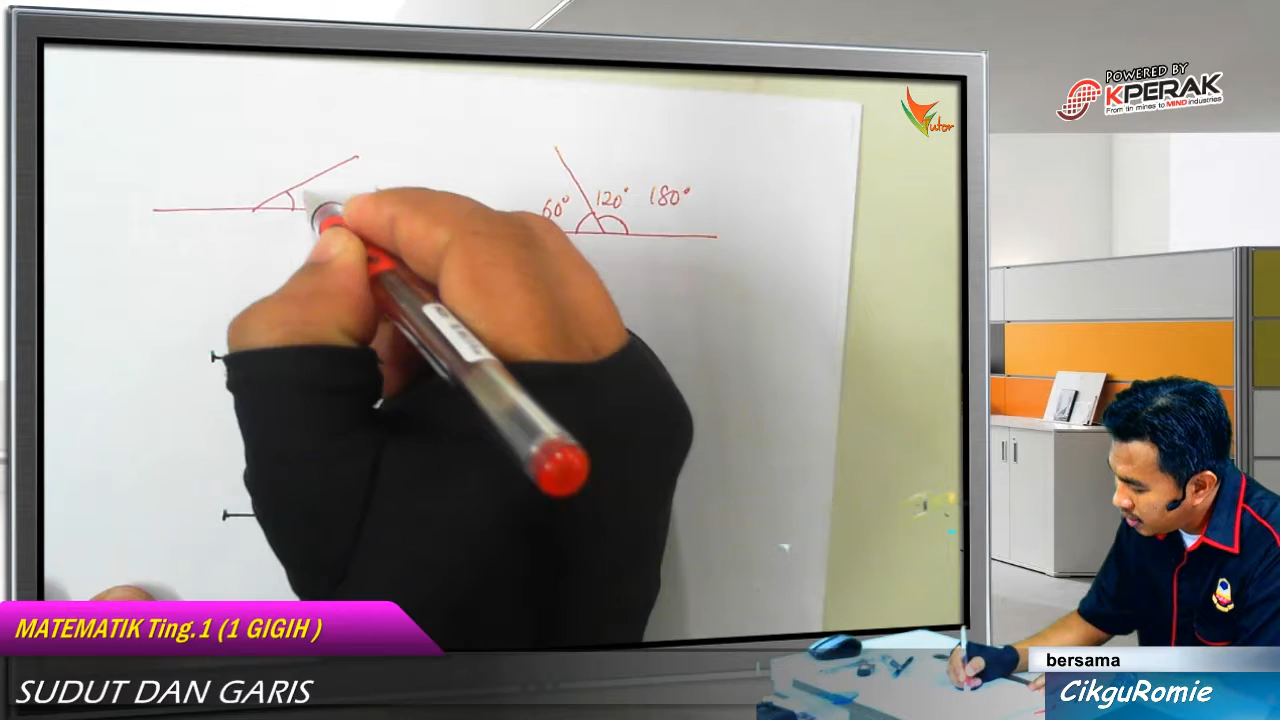 POWERED BY
KPERAK
From tin mines to MIND industries
Tutor
60° 120° 180°
MATEMATIK Ting.1 (1 GIGIH )
SUDUT DAN GARIS
bersama
CikguRomie